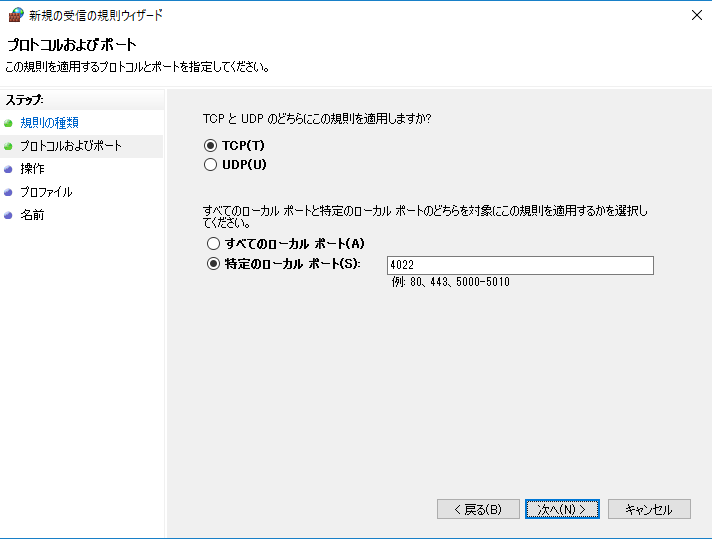 新規の受信の規則ウィザード
プロトコルおよびポート
この規則を適用するプロトコルとポートを指定してください。
ステップ:
規則の種類
プロトコルおよびポート
操作
プロファイル
名前
TCP と UDP のどちらにこの規則を適用しますか?
TCP(T)
UDP(U)
すべてのローカル ポートと特定のローカル ポートのどちらを対象にこの規則を適用するかを選択し
てください。
すべてのローカル ポート(A)
特定のローカル ポート(S):
4022
例: 80、443、5000-5010
< 戻る(B)
次へ(N) >
キャンセル